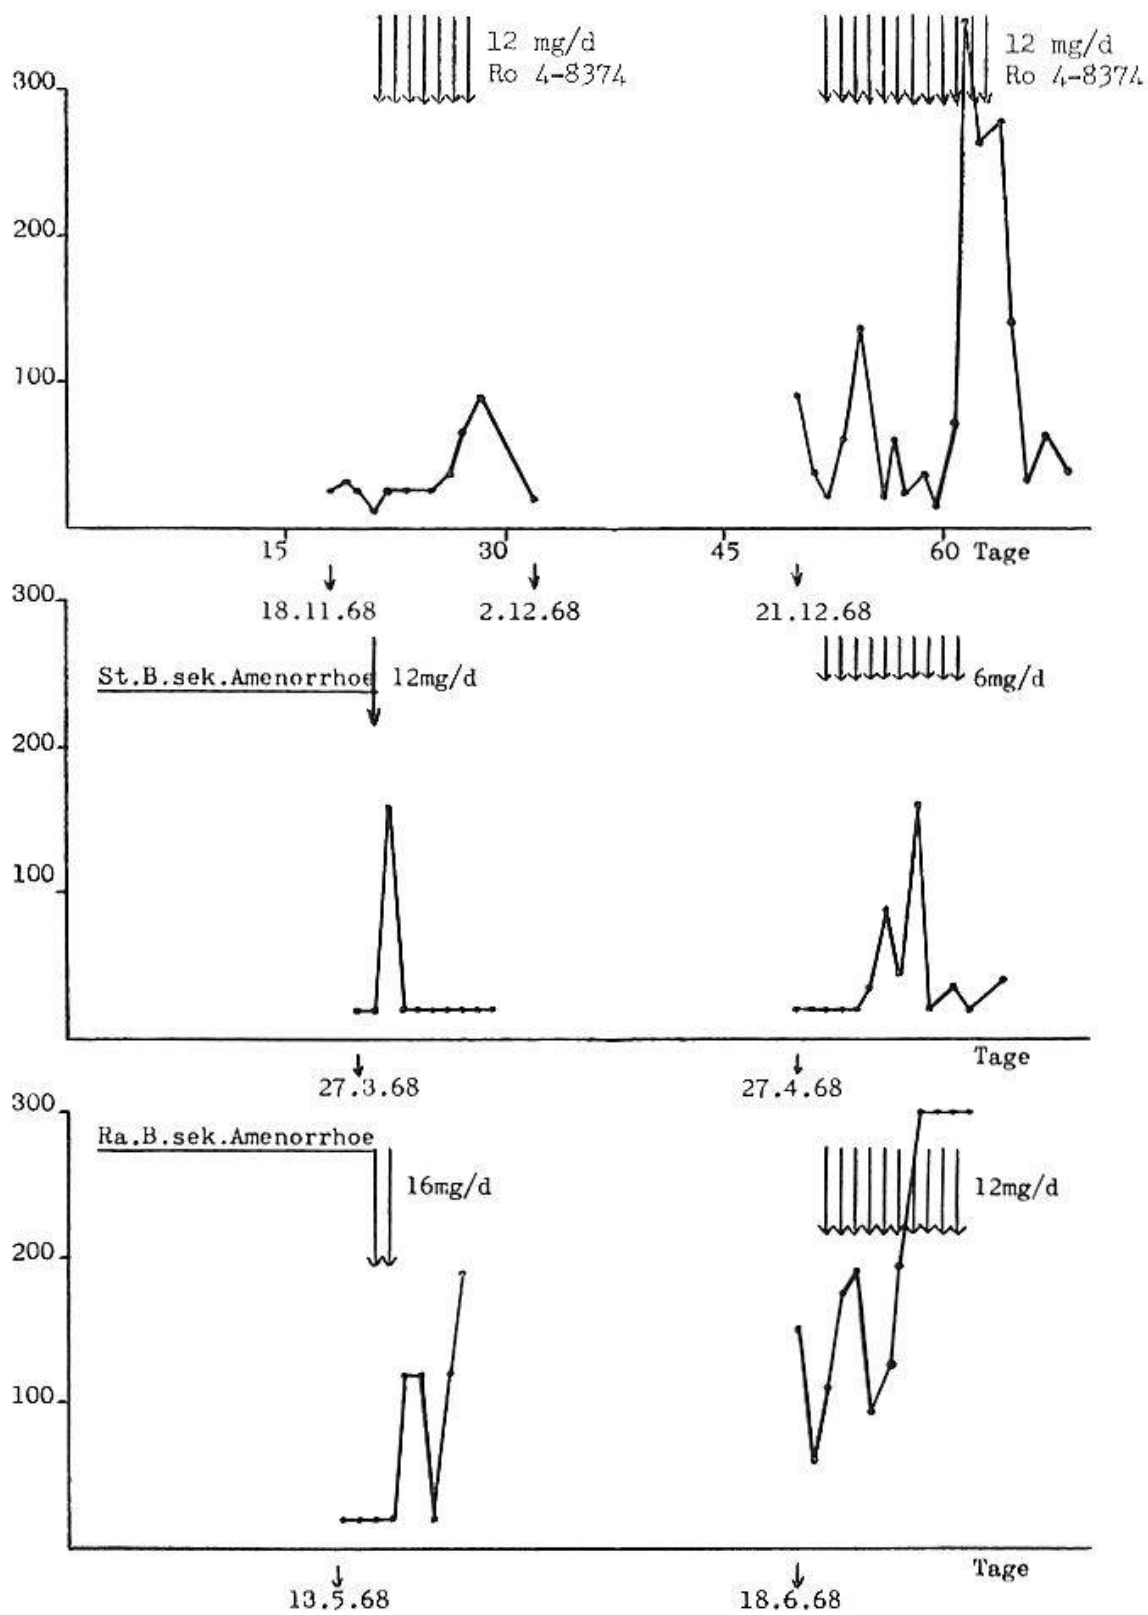 12 mg/d
Ro 4-8374
12 mg/d
Ro 4-8374
300
200
100
15
30
45
60 Tage
18.11.68
2.12.68
21.12.68
300
St.B.sek.Amenorrhoe
12mg/d
6mg/d
200
100
Tage
27.3.68
27.4.68
300
Ra.B.sek.Amenorrhoe
16mg/d
12mg/d
200
100
Tage
13.5.68
18.6.68